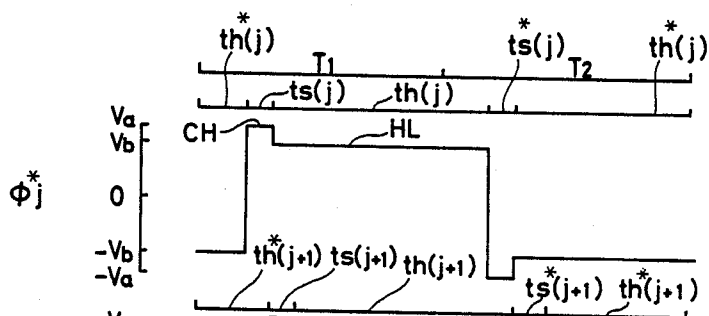 th*(j) ts*(j) th*(j)
T1 T2
ts(j) th(j)
Va
CH HL
Vb
Φ*j 0
-Vb
-Va
th*(j+1) ts(j+1) th(j+1) ts*(j+1) th*(j+1)